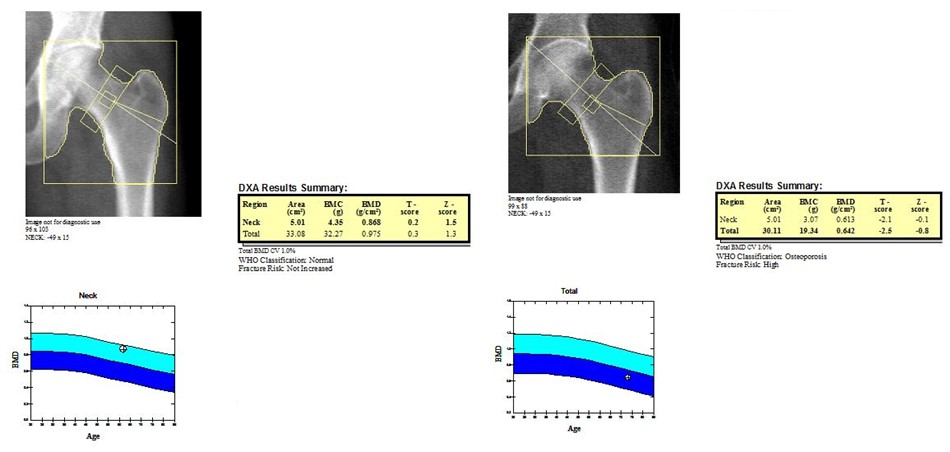 Image not for diagnostic use
96 x 103
NECK: -49 x 15
DXA Results Summary:
Region Area (cm²) BMC (g) BMD (g/cm²) T - score Z - score
Neck 5.01 4.35 0.868 0.2 1.5
Total 33.08 32.27 0.975 0.3 1.3
Total BMD CV 1.0%
WHO Classification: Normal
Fracture Risk: Not Increased
Neck
BMD
Age
Image not for diagnostic use
99 x 88
NECK: -49 x 15
DXA Results Summary:
Region Area (cm²) BMC (g) BMD (g/cm²) T - score Z - score
Neck 5.01 3.07 0.613 -2.1 -0.1
Total 30.11 19.34 0.642 -2.5 -0.8
Total BMD CV 1.0%
WHO Classification: Osteoporosis
Fracture Risk: High
Total
BMD
Age